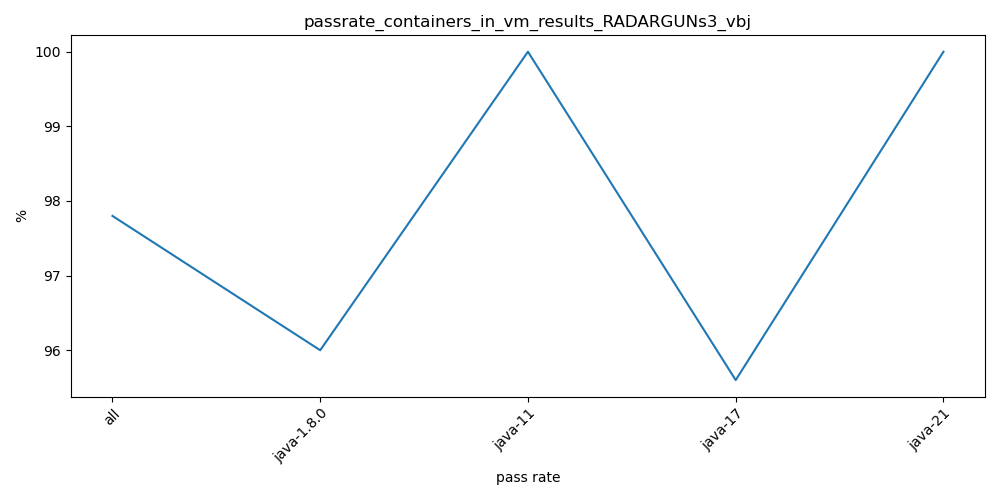 passrate_containers_in_vm_results_RADARGUNs3_vbj
100
99
98
97
96
%
all
java-1.8.0
java-11
java-17
java-21
pass rate